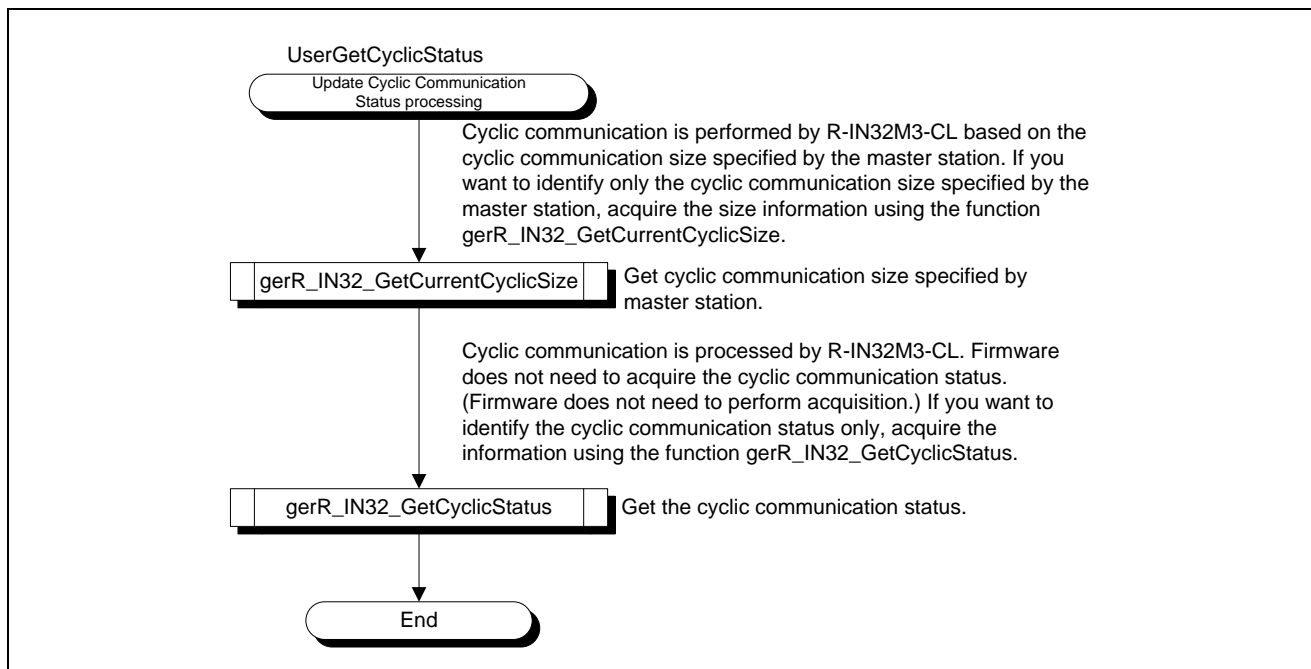 UserGetCyclicStatus
Update Cyclic Communication
Status processing
Cyclic communication is performed by R-IN32M3-CL based on the
cyclic communication size specified by the master station. If you
want to identify only the cyclic communication size specified by the
master station, acquire the size information using the function
gerR_IN32_GetCurrentCyclicSize.
gerR_IN32_GetCurrentCyclicSize
Get cyclic communication size specified by
master station.
Cyclic communication is processed by R-IN32M3-CL. Firmware
does not need to acquire the cyclic communication status.
(Firmware does not need to perform acquisition.) If you want to
identify the cyclic communication status only, acquire the
information using the function gerR_IN32_GetCyclicStatus.
gerR_IN32_GetCyclicStatus
Get the cyclic communication status.
End